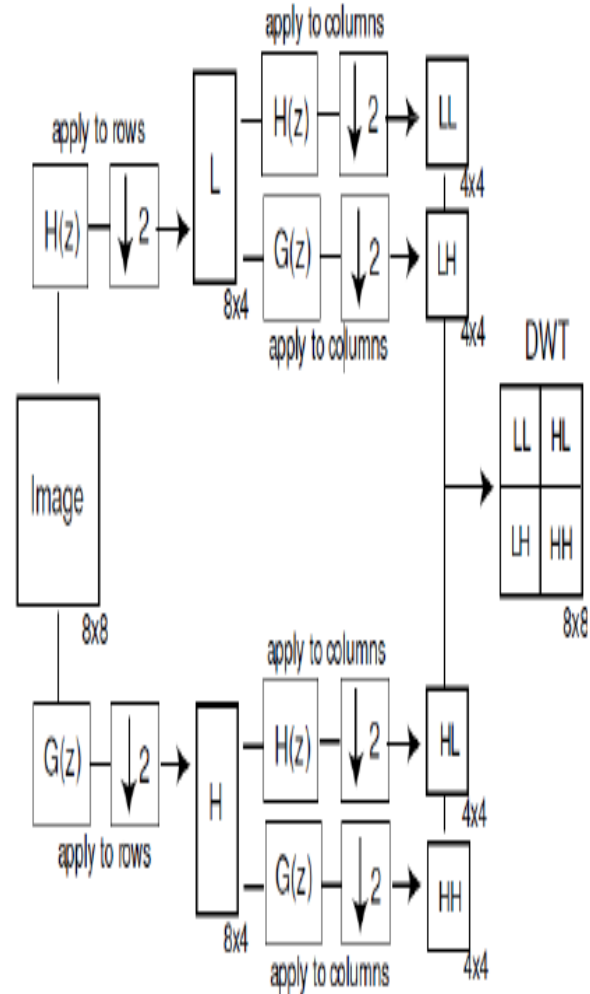 apply to columns
H(z)
2
LL
4x4
apply to rows
H(z)
2
L
8x4
G(z)
2
LH
4x4
apply to columns
DWT
LL
HL
LH
HH
8x8
Image
8x8
apply to columns
H(z)
2
HL
4x4
G(z)
2
apply to rows
H
8x4
G(z)
2
HH
4x4
apply to columns